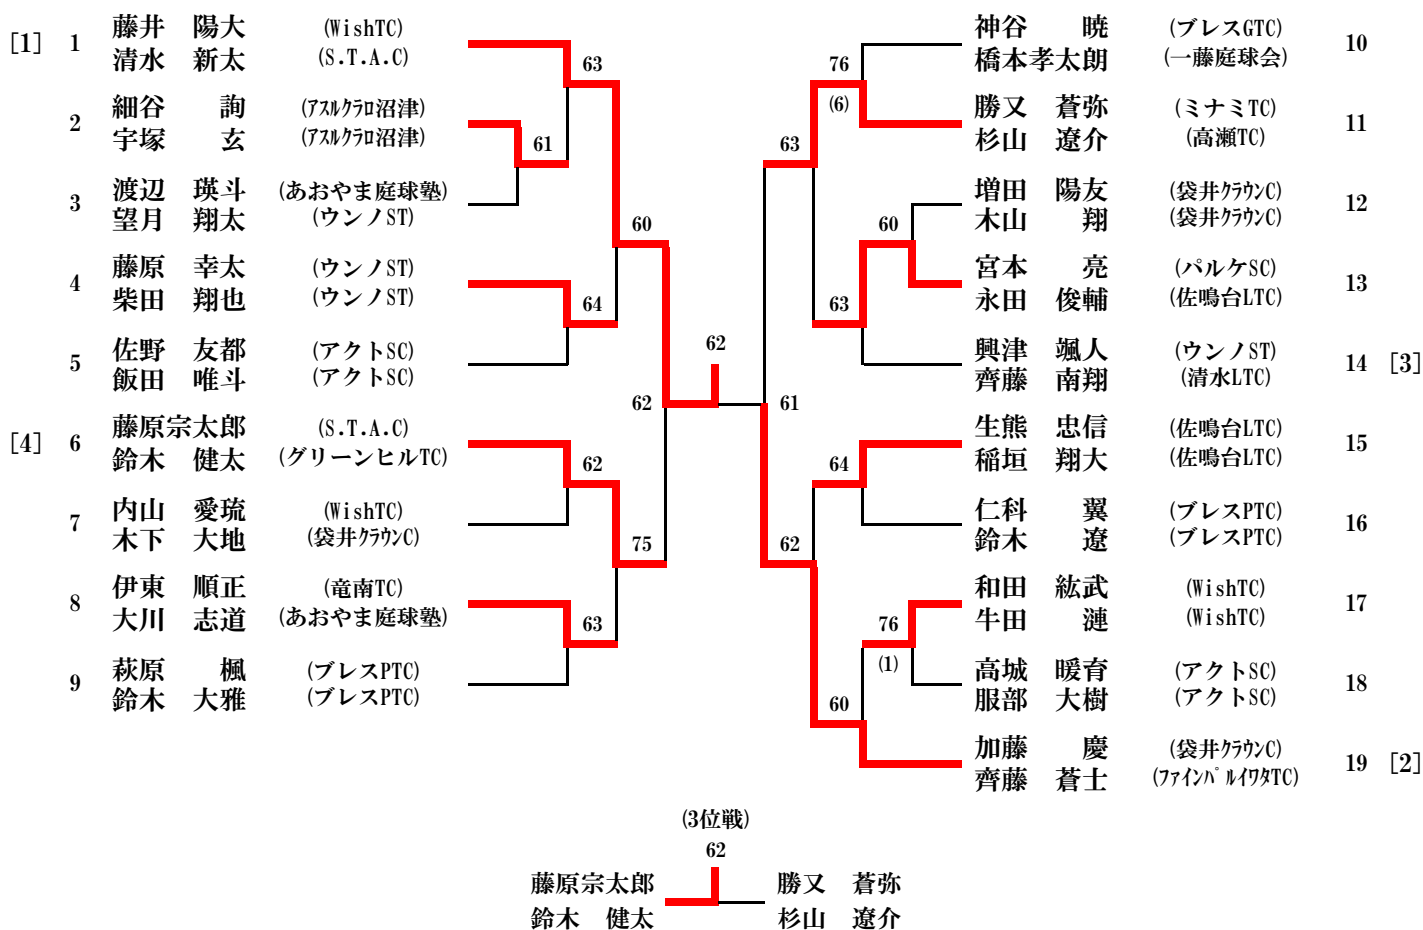 [1] 1 藤井 陽大 (WishTC)
清水 新太 (S.T.A.C)
2 細谷 詢 (ｱｽﾙｸﾗﾛ沼津)
宇塚 玄 (ｱｽﾙｸﾗﾛ沼津)
3 渡辺 瑛斗 (あおやま庭球塾)
望月 翔太 (ウンノST)
4 藤原 幸太 (ウンノST)
柴田 翔也 (ウンノST)
5 佐野 友都 (アクトSC)
飯田 唯斗 (アクトSC)
[4] 6 藤原宗太郎 (S.T.A.C)
鈴木 健太 (グリーンヒルTC)
7 内山 愛琉 (WishTC)
木下 大地 (袋井ｸﾗｳﾝC)
8 伊東 順正 (竜南TC)
大川 志道 (あおやま庭球塾)
9 萩原 楓 (ブレスPTC)
鈴木 大雅 (ブレスPTC)
63
61
60
64
62
62
75
63
62
神谷 暁 (ブレスGTC) 10
橋本孝太朗 (一藤庭球会)
勝又 蒼弥 (ミナミTC) 11
杉山 遼介 (高瀬TC)
増田 陽友 (袋井ｸﾗｳﾝC) 12
木山 翔 (袋井ｸﾗｳﾝC)
宮本 亮 (パルケSC) 13
永田 俊輔 (佐鳴台LTC)
興津 颯人 (ウンノST) 14 [3]
齊藤 南翔 (清水LTC)
生熊 忠信 (佐鳴台LTC) 15
稲垣 翔大 (佐鳴台LTC)
仁科 翼 (ブレスPTC) 16
鈴木 遼 (ブレスPTC)
和田 紘武 (WishTC) 17
牛田 漣 (WishTC)
高城 暖育 (アクトSC) 18
服部 大樹 (アクトSC)
加藤 慶 (袋井ｸﾗｳﾝC) 19 [2]
齊藤 蒼士 (ﾌｧｲﾝﾊﾟﾙｲﾜﾀTC)
76
(6)
63
60
63
61
64
62
76
(1)
60
(3位戦)
62
藤原宗太郎 勝又 蒼弥
鈴木 健太 杉山 遼介